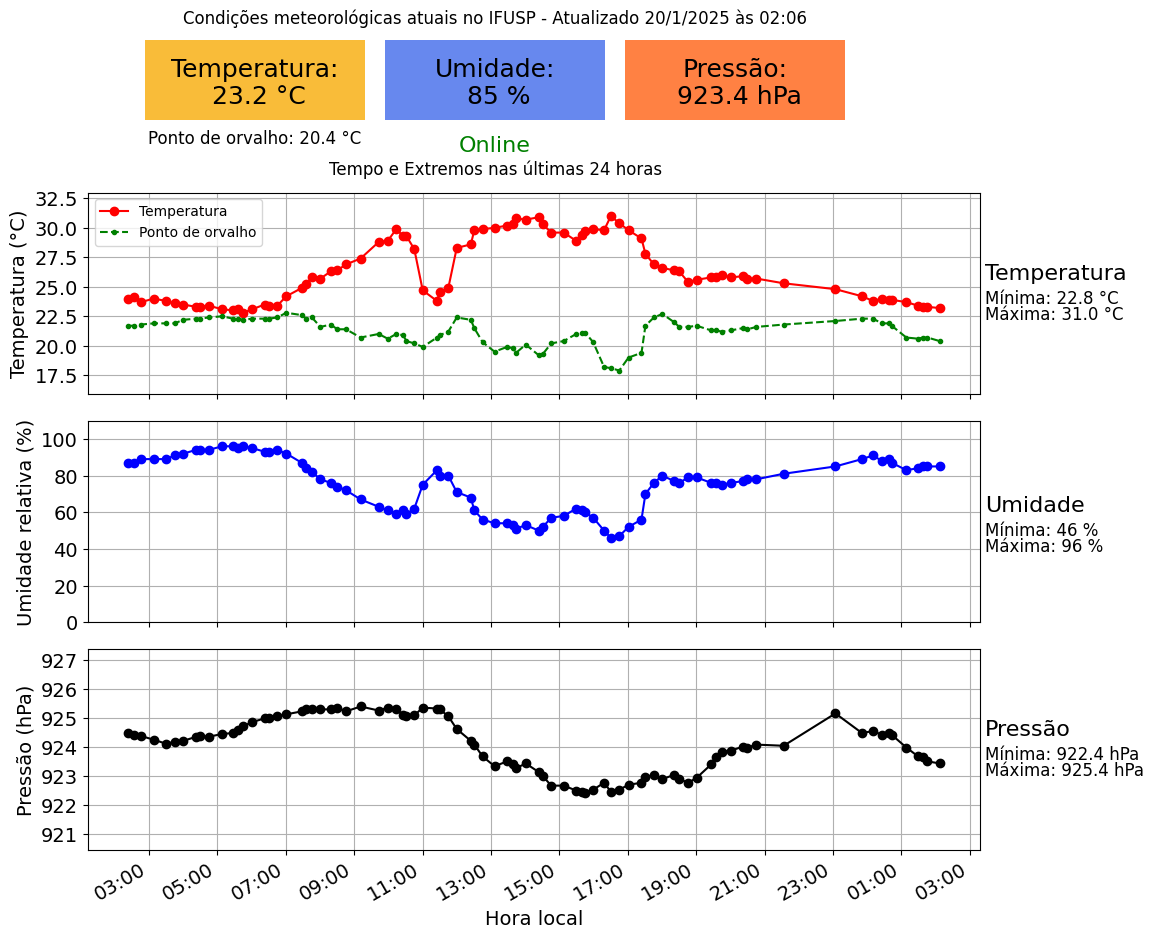 Condições meteorológicas atuais no IFUSP - Atualizado 20/1/2025 às 02:06
Temperatura:
23.2 °C
Umidade:
85 %
Pressão:
923.4 hPa
Ponto de orvalho: 20.4 °C
Online
Tempo e Extremos nas últimas 24 horas
Temperatura (°C)
32.5
30.0
27.5
25.0
22.5
20.0
17.5
Temperatura
Ponto de orvalho
Temperatura
Mínima: 22.8 °C
Máxima: 31.0 °C
Umidade relativa (%)
100
80
60
40
20
0
Umidade
Mínima: 46 %
Máxima: 96 %
Pressão (hPa)
927
926
925
924
923
922
921
Pressão
Mínima: 922.4 hPa
Máxima: 925.4 hPa
03:00 05:00 07:00 09:00 11:00 13:00 15:00 17:00 19:00 21:00 23:00 01:00 03:00
Hora local